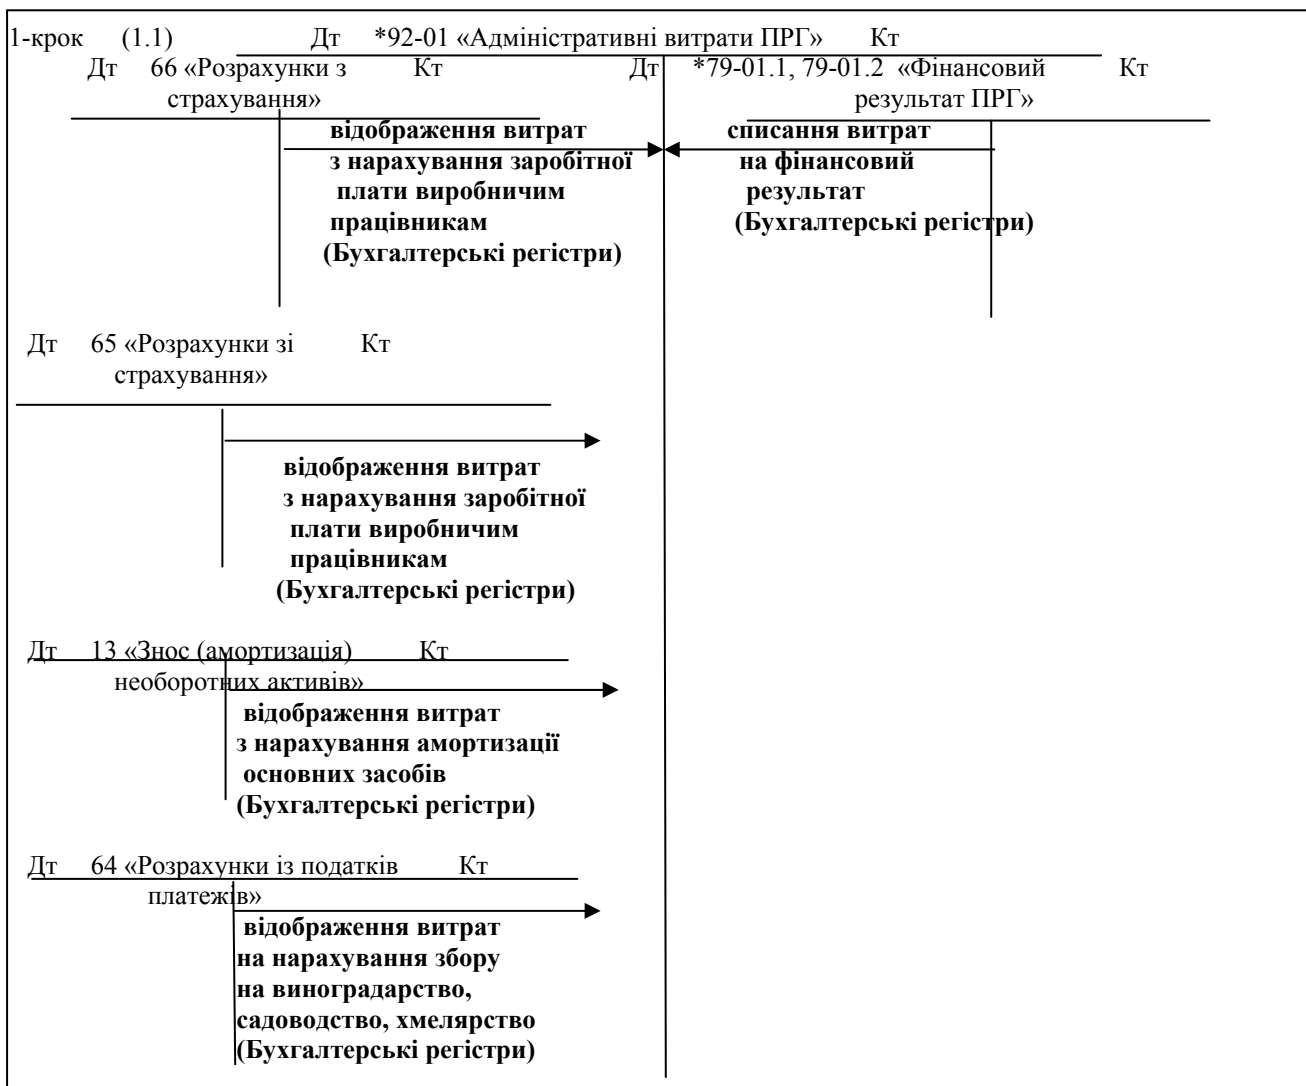 1-крок (1.1) Дт *92-01 «Адміністративні витрати ПРГ» Кт
Дт 66 «Розрахунки з Кт Дт *79-01.1, 79-01.2 «Фінансовий Кт
страхування» результат ПРГ»
відображення витрат списання витрат
з нарахування заробітної на фінансовий
плати виробничим результат
працівникам (Бухгалтерські регістри)
(Бухгалтерські регістри)
Дт 65 «Розрахунки зі Кт
страхування»
відображення витрат
з нарахування заробітної
плати виробничим
працівникам
(Бухгалтерські регістри)
Дт 13 «Знос (амортизація) Кт
необоротних активів»
відображення витрат
з нарахування амортизації
основних засобів
(Бухгалтерські регістри)
Дт 64 «Розрахунки із податків Кт
платежів»
відображення витрат
на нарахування збору
на виноградарство,
садоводство, хмелярство
(Бухгалтерські регістри)